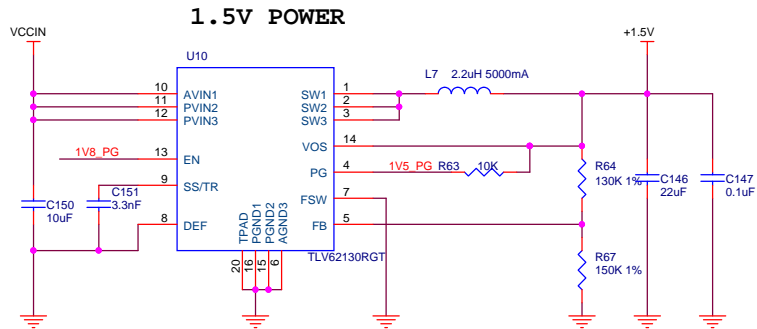 1.5V POWER
VCCIN
+1.5V
U10
L7 2.2uH 5000mA
10 AVIN1 SW1 1
11 PVIN2 SW2 2
12 PVIN3 SW3 3
VOS 14
1V8_PG 13 EN
PG 4 1V5_PG R63 10K
R64
130K 1%
9 SS/TR
FSW 7
C146
22uF
C147
0.1uF
C150
10uF
C151
3.3nF
8 DEF FB 5
TPAD
PGND1
PGND2
AGND3
20
16
15
6
TLV62130RGT
R67
150K 1%